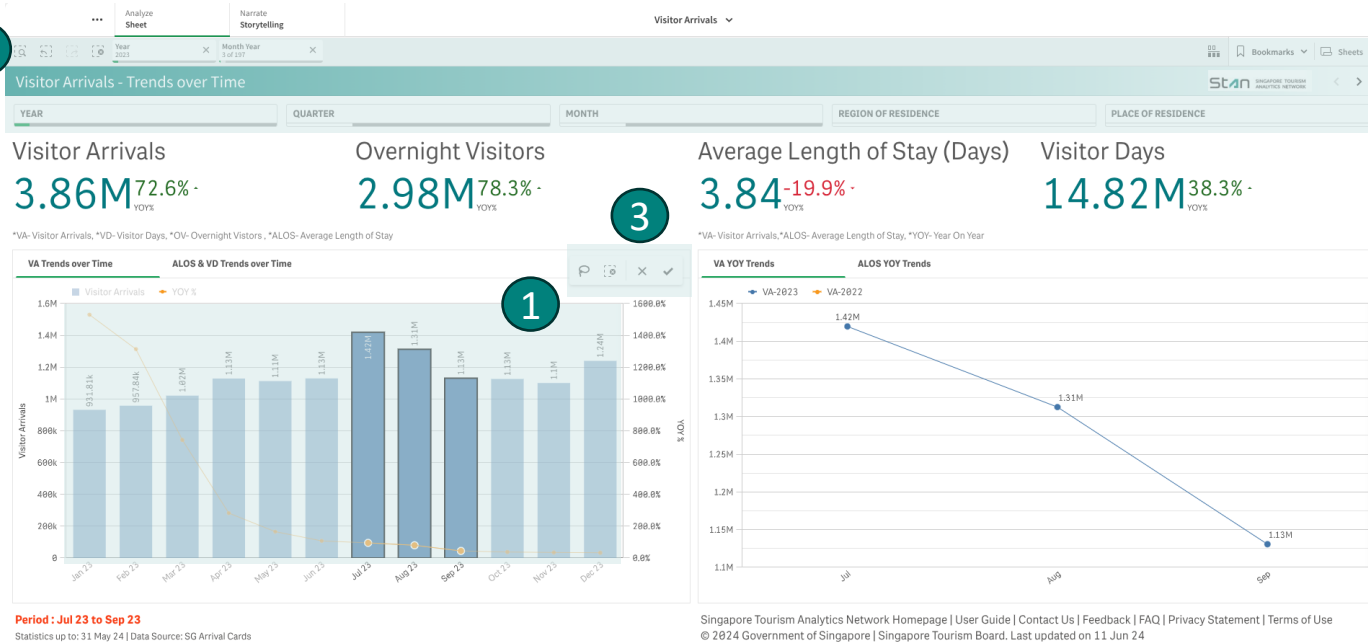 Analyze
Sheet
Narrate
Storytelling
Visitor Arrivals
Year
2023
Month Year
3 of 197
Bookmarks
Sheets
Visitor Arrivals - Trends over Time
STAN SINGAPORE TOURISM ANALYTICS NETWORK
YEAR
QUARTER
MONTH
REGION OF RESIDENCE
PLACE OF RESIDENCE
Visitor Arrivals
3.86M 72.6% -
YOY%
Overnight Visitors
2.98M 78.3% -
YOY%
Average Length of Stay (Days)
3.84 -19.9% -
YOY%
Visitor Days
14.82M 38.3% -
YOY%
3
*VA- Visitor Arrivals, *VD- Visitor Days, *OV- Overnight Vistors , *ALOS- Average Length of Stay
*VA- Visitor Arrivals,*ALOS- Average Length of Stay, *YOY- Year On Year
VA Trends over Time
ALOS & VD Trends over Time
1
Visitor Arrivals
YOY %
1.6M
1.4M
1.2M
1M
800k
600k
400k
200k
0
Visitor Arrivals
931.81k
957.84k
1.02M
1.13M
1.11M
1.13M
1.42M
1.31M
1.13M
1.13M
1.1M
1.24M
1600.0%
1400.0%
1200.0%
1000.0%
800.0%
600.0%
400.0%
200.0%
0.0%
YOY %
Jan 23
Feb 23
Mar 23
Apr 23
May 23
Jun 23
Jul 23
Aug 23
Sep 23
Oct 23
Nov 23
Dec 23
VA YOY Trends
ALOS YOY Trends
VA-2023
VA-2022
1.45M
1.4M
1.35M
1.3M
1.25M
1.2M
1.15M
1.1M
1.42M
1.31M
1.13M
Jul
Aug
Sep
Period : Jul 23 to Sep 23
Statistics up to: 31 May 24 | Data Source: SG Arrival Cards
Singapore Tourism Analytics Network Homepage | User Guide | Contact Us | Feedback | FAQ | Privacy Statement | Terms of Use
© 2024 Government of Singapore | Singapore Tourism Board. Last updated on 11 Jun 24